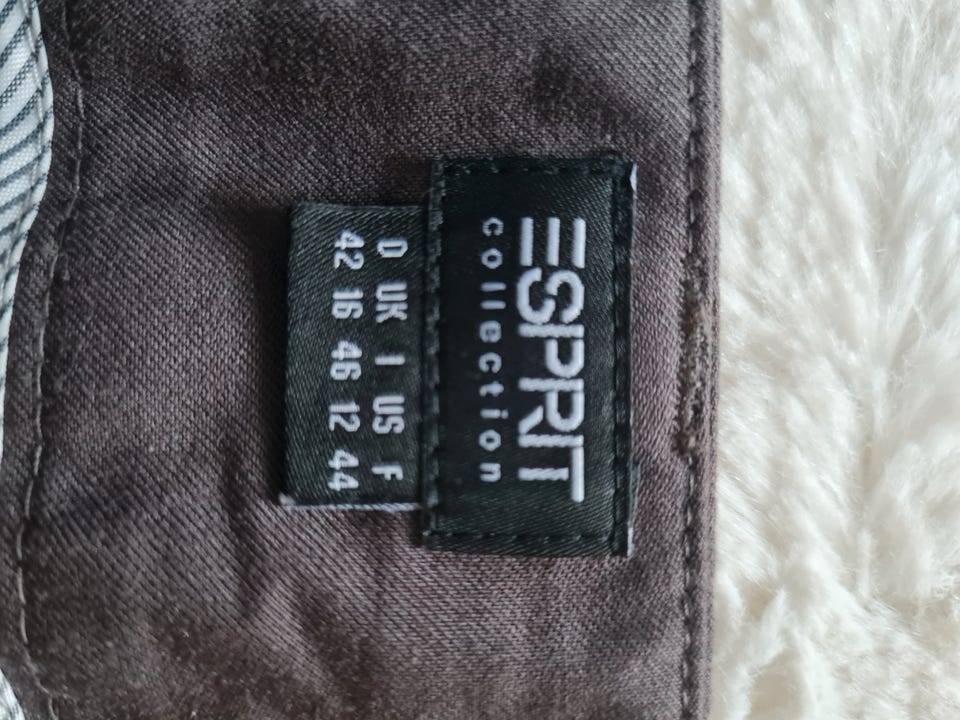 ESPRIT
collection
D UK I US F
42 16 46 12 44